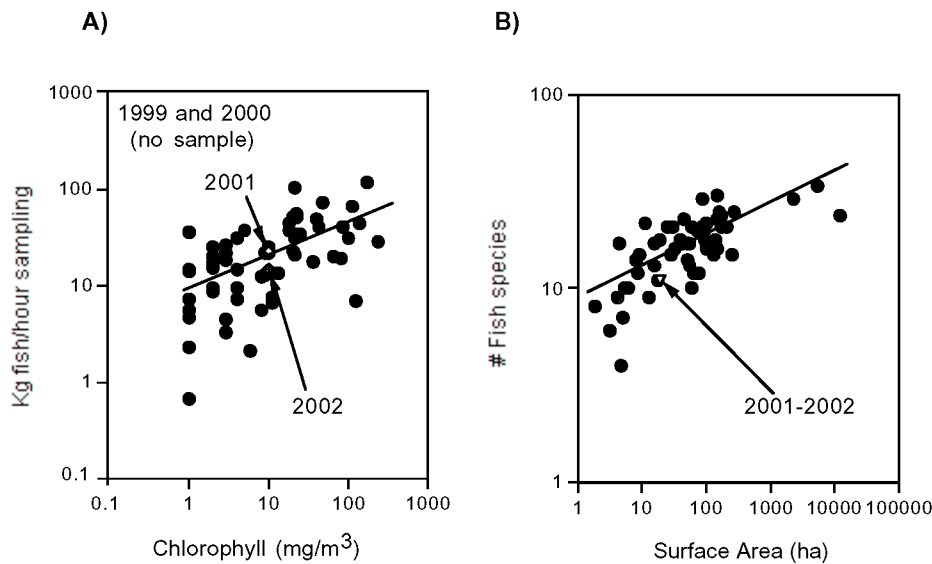 A)
1999 and 2000
(no sample)
2001
2002
1000
100
10
1
0.1
Kg fish/hour sampling
0.1 1 10 100 1000
Chlorophyll (mg/m³)
B)
100
10
1
# Fish species
2001-2002
1 10 100 1000 10000 100000
Surface Area (ha)